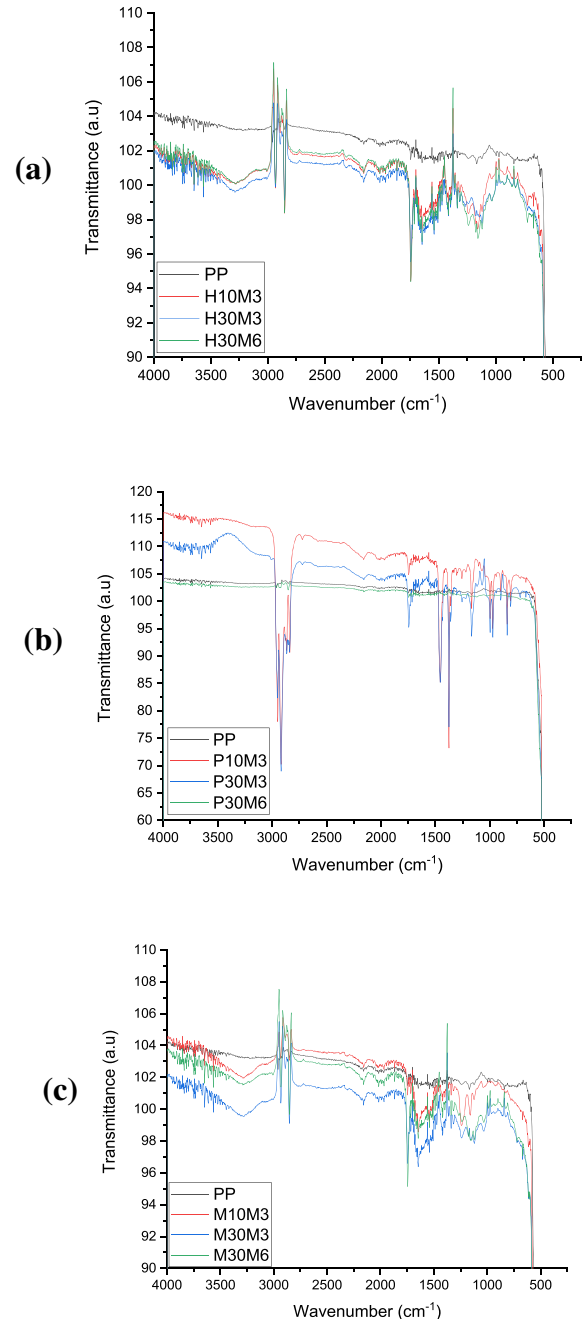 (a)
Transmittance (a.u)
110
108
106
104
102
100
98
96
94
92
90
PP
H10M3
H30M3
H30M6
4000 3500 3000 2500 2000 1500 1000 500
Wavenumber (cm⁻¹)
(b)
Transmittance (a.u)
120
115
110
105
100
95
90
85
80
75
70
65
60
PP
P10M3
P30M3
P30M6
4000 3500 3000 2500 2000 1500 1000 500
Wavenumber (cm⁻¹)
(c)
Transmittance (a.u)
110
108
106
104
102
100
98
96
94
92
90
PP
M10M3
M30M3
M30M6
4000 3500 3000 2500 2000 1500 1000 500
Wavenumber (cm⁻¹)